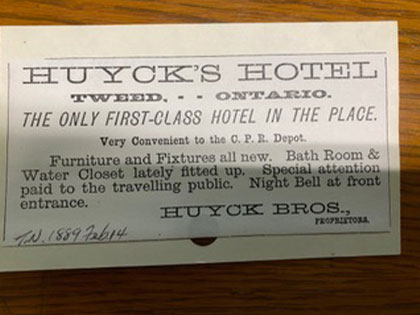 HUYCK'S HOTEL
TWEED, - - ONTARIO.
THE ONLY FIRST-CLASS HOTEL IN THE PLACE.
Very Convenient to the C. P. R. Depot.
Furniture and Fixtures all new. Bath Room &
Water Closet lately fitted up. Special attention
paid to the travelling public. Night Bell at front
entrance.
HUYCK BROS.,
PROPRIETORS.
T.N. 1889 Feb 14